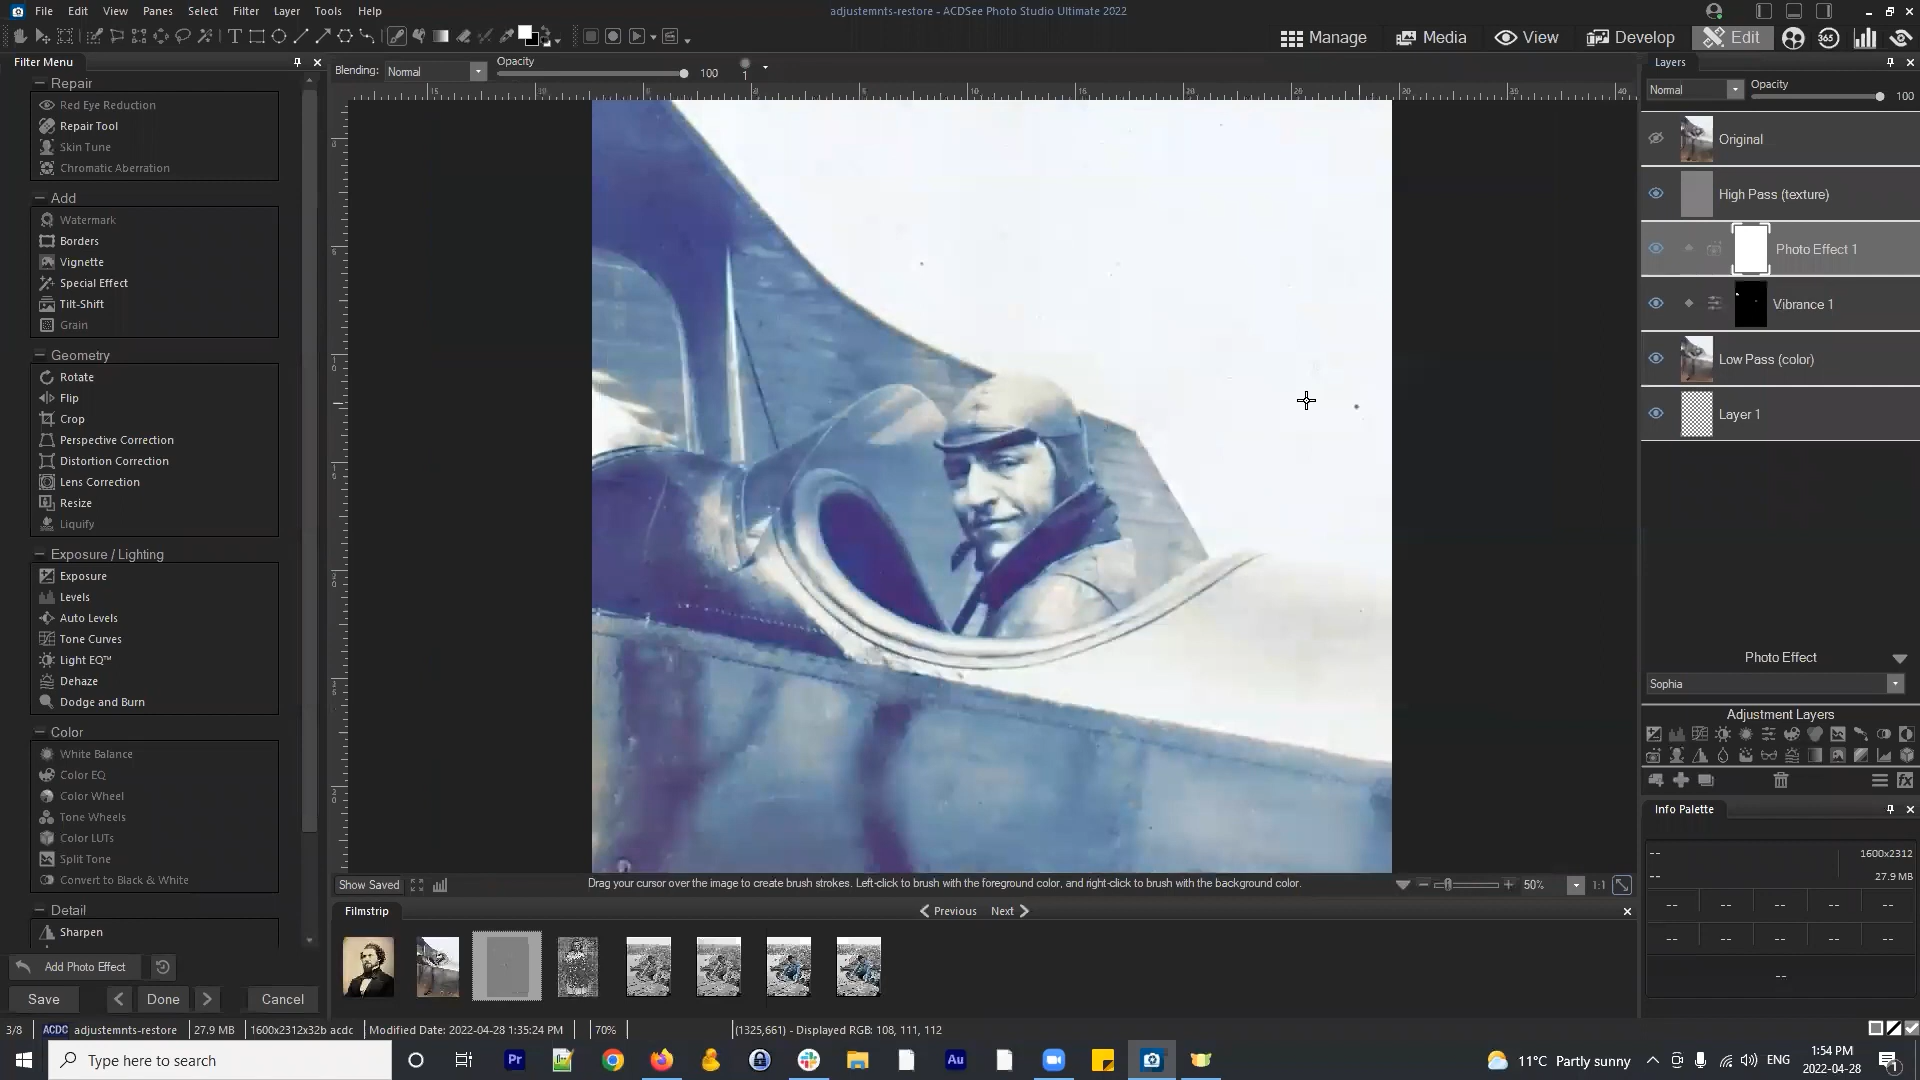 File Edit View Panes Select Filter Layer Tools Help
adjustemnts-restore - ACDSee Photo Studio Ultimate 2022
Manage Media View Develop Edit 365
Filter Menu
Repair
Red Eye Reduction
Repair Tool
Skin Tune
Chromatic Aberration
Add
Watermark
Borders
Vignette
Special Effect
Tilt-Shift
Grain
Geometry
Rotate
Flip
Crop
Perspective Correction
Distortion Correction
Lens Correction
Resize
Liquify
Exposure / Lighting
Exposure
Levels
Auto Levels
Tone Curves
Light EQ™
Dehaze
Dodge and Burn
Color
White Balance
Color EQ
Color Wheel
Tone Wheels
Color LUTs
Split Tone
Convert to Black & White
Detail
Sharpen
Add Photo Effect
Save Done Cancel
Blending: Normal Opacity 100 1
Show Saved
Drag your cursor over the image to create brush strokes. Left-click to brush with the foreground color, and right-click to brush with the background color.
50% 1:1
Filmstrip
Previous Next
Layers
Normal Opacity 100
Original
High Pass (texture)
Photo Effect 1
Vibrance 1
Low Pass (color)
Layer 1
Photo Effect
Sophia
Adjustment Layers
Info Palette
-- 1600x2312
-- 27.9 MB
-- -- -- -- --
-- -- -- -- --
--
3/8 ACDC adjustemnts-restore 27.9 MB 1600x2312x32b acdc Modified Date: 2022-04-28 1:35:24 PM 70% (1325,661) - Displayed RGB: 108, 111, 112
Type here to search
Pr
Au
11°C Partly sunny
ENG
1:54 PM
2022-04-28
1